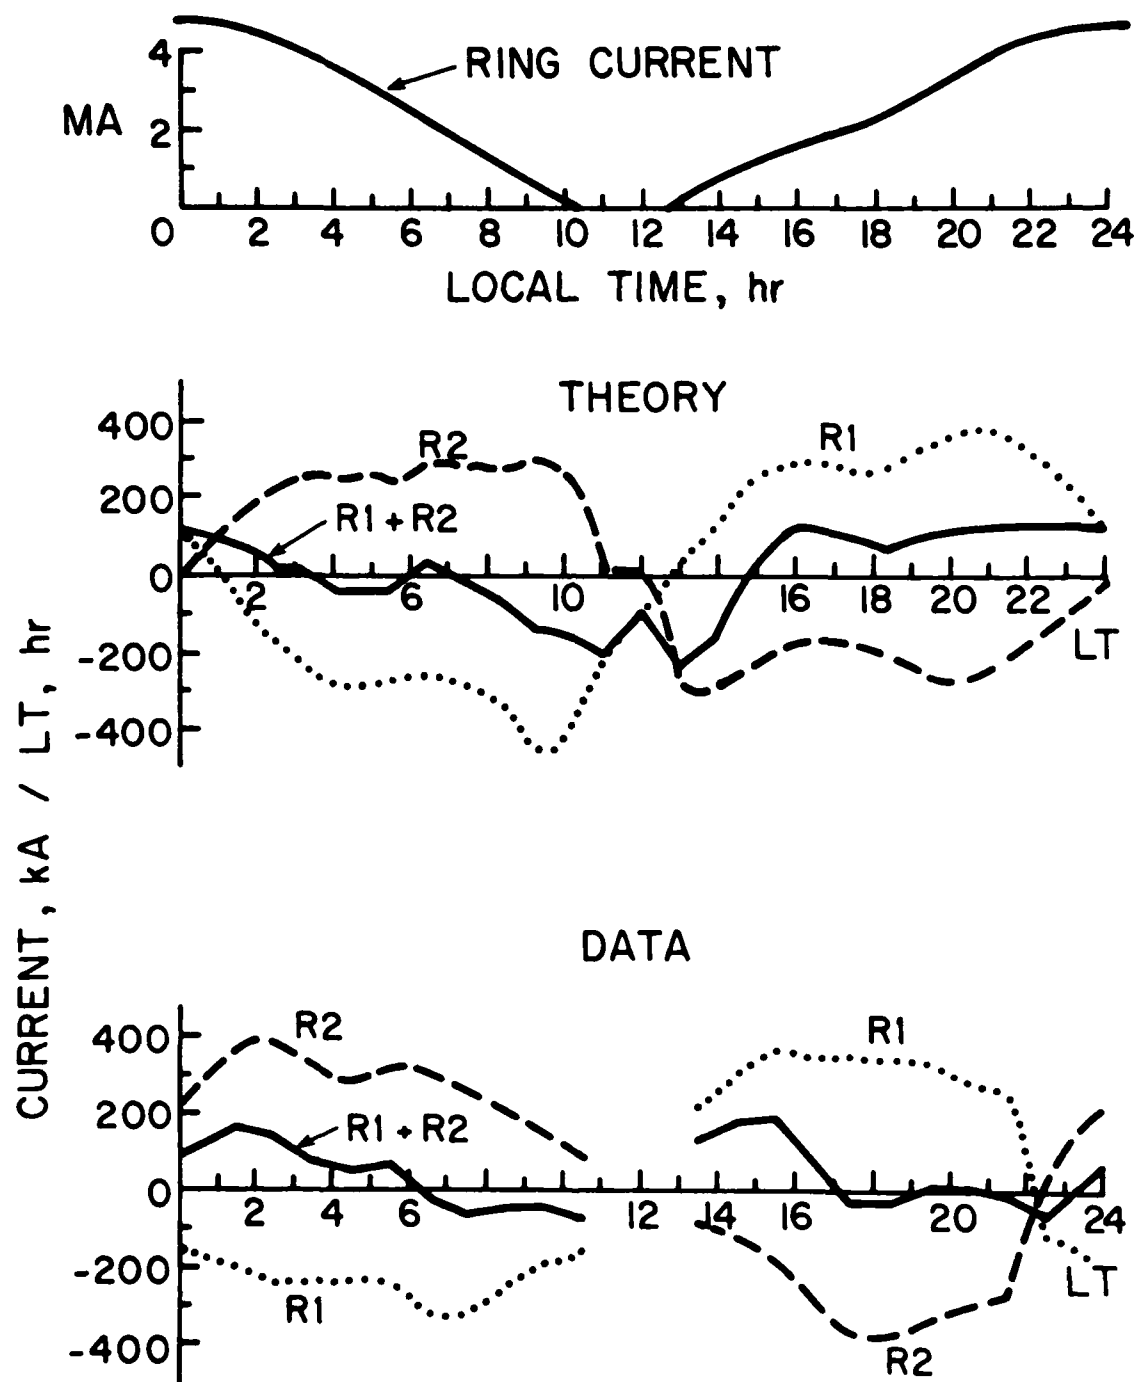 4
RING CURRENT
MA
2
0 2 4 6 8 10 12 14 16 18 20 22 24
LOCAL TIME, hr
THEORY
400
R2
R1
200
R1 + R2
0
2 6 10 16 18 20 22
-200
LT
-400
CURRENT, kA / LT, hr
DATA
400
R2
R1
200
R1 + R2
0
2 4 6 12 14 16 20 24
-200
LT
R1
-400
R2